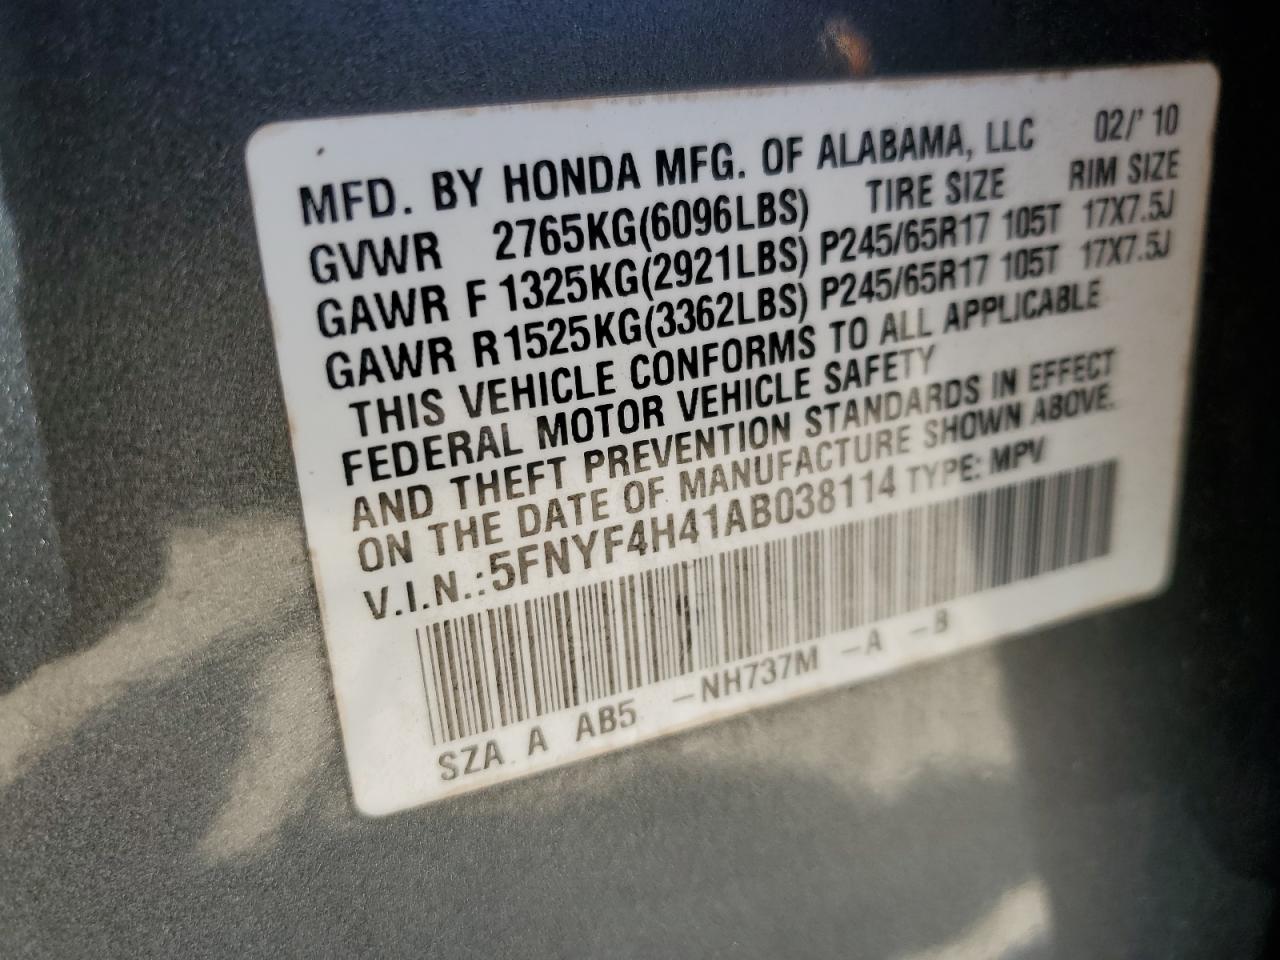 MFD. BY HONDA MFG. OF ALABAMA, LLC 02/' 10
GVWR 2765KG(6096LBS) TIRE SIZE RIM SIZE
GAWR F 1325KG(2921LBS) P245/65R17 105T 17X7.5J
GAWR R 1525KG(3362LBS) P245/65R17 105T 17X7.5J
THIS VEHICLE CONFORMS TO ALL APPLICABLE
FEDERAL MOTOR VEHICLE SAFETY
AND THEFT PREVENTION STANDARDS IN EFFECT
ON THE DATE OF MANUFACTURE SHOWN ABOVE.
V.I.N.: 5FNYF4H41AB038114 TYPE: MPV
SZA A AB5 -NH737M -A -B